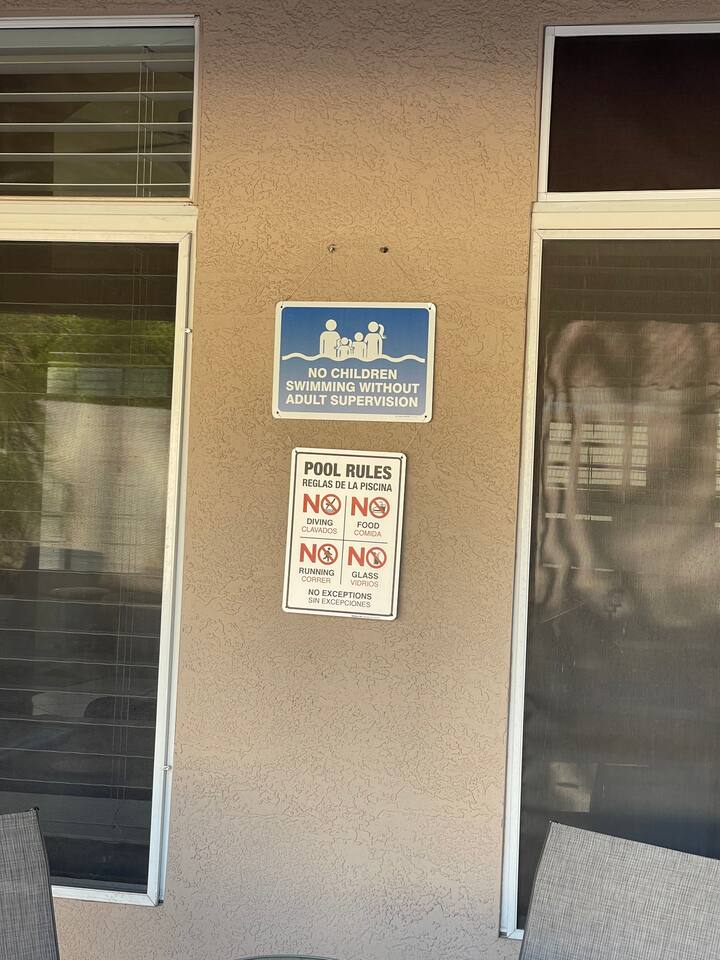 NO CHILDREN
SWIMMING WITHOUT
ADULT SUPERVISION
POOL RULES
REGLAS DE LA PISCINA
NO NO
DIVING FOOD
CLAVADOS COMIDA
NO NO
RUNNING GLASS
CORRER VIDRIOS
NO EXCEPTIONS
SIN EXCEPCIONES